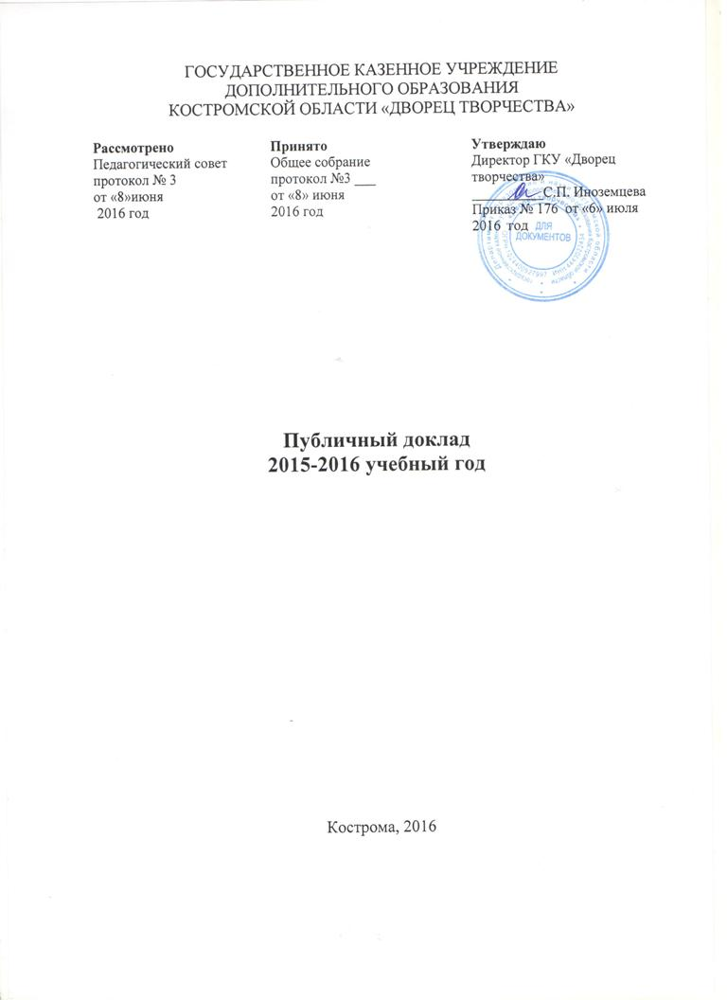 ГОСУДАРСТВЕННОЕ КАЗЕННОЕ УЧРЕЖДЕНИЕ
ДОПОЛНИТЕЛЬНОГО ОБРАЗОВАНИЯ
КОСТРОМСКОЙ ОБЛАСТИ «ДВОРЕЦ ТВОРЧЕСТВА»
Рассмотрено
Педагогический совет
протокол № 3
от «8»июня
2016 год
Принято
Общее собрание
протокол №3 ___
от «8» июня
2016 год
Утверждаю
Директор ГКУ «Дворец
творчества»
__________С.П. Иноземцева
Приказ № 176 от «6» июля
2016 год
ДЛЯ
ДОКУМЕНТОВ
Публичный доклад
2015-2016 учебный год
Кострома, 2016